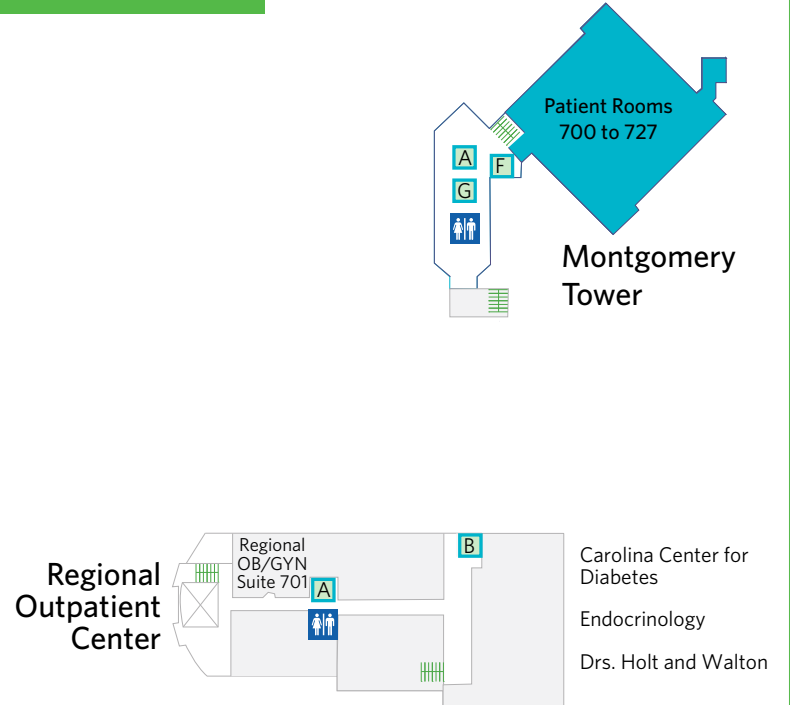 Patient Rooms
700 to 727
A
F
G
Montgomery
Tower
Regional
OB/GYN
Suite 701
A
B
Regional
Outpatient
Center
Carolina Center for
Diabetes
Endocrinology
Drs. Holt and Walton